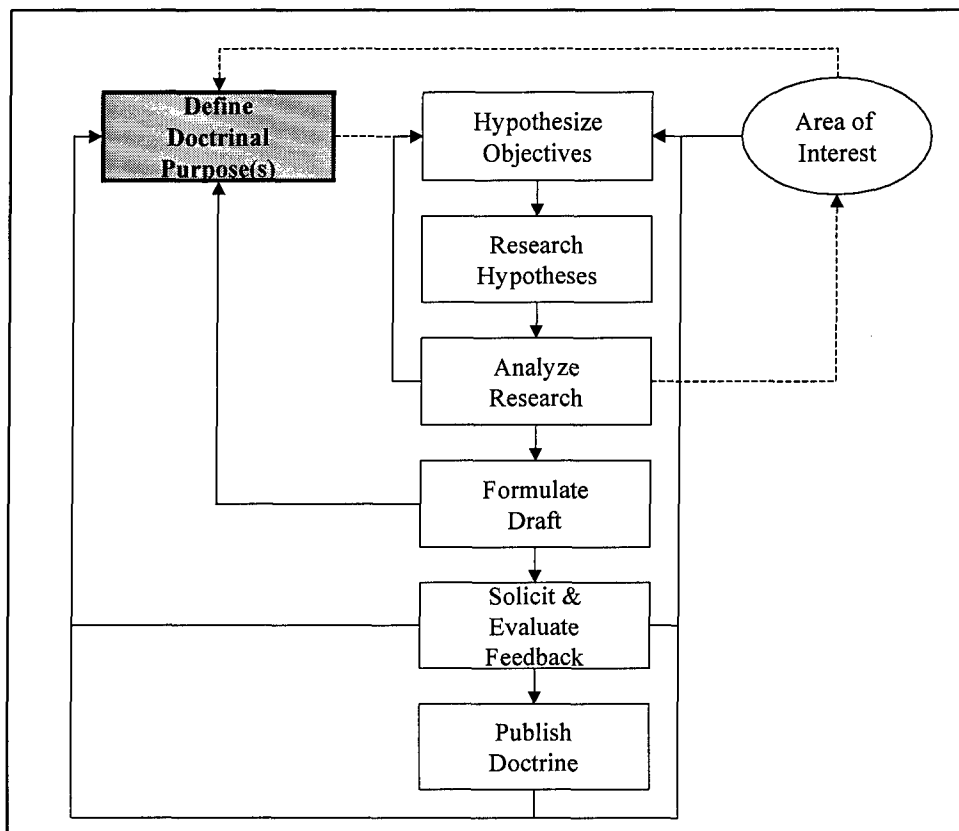 Define
Doctrinal
Purpose(s)
Hypothesize
Objectives
Area of
Interest
Research
Hypotheses
Analyze
Research
Formulate
Draft
Solicit &
Evaluate
Feedback
Publish
Doctrine